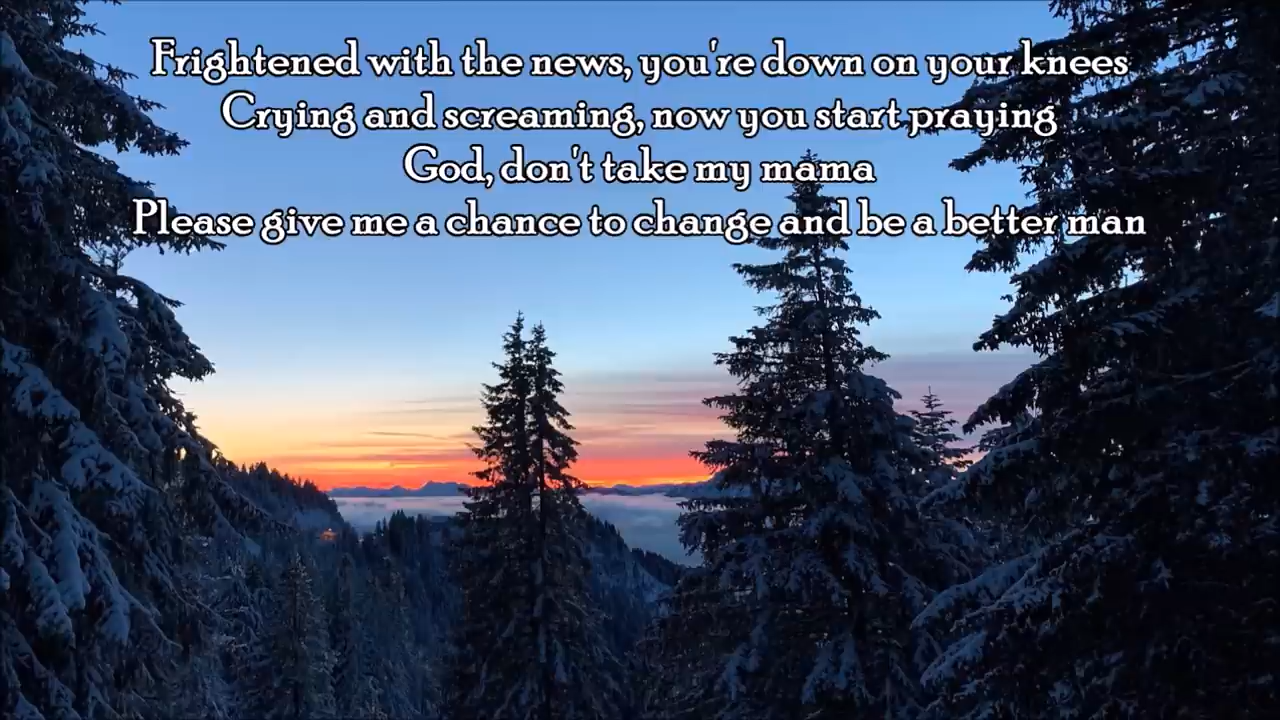 Frightened with the news, you're down on your knees
Crying and screaming, now you start praying
God, don't take my mama
Please give me a chance to change and be a better man